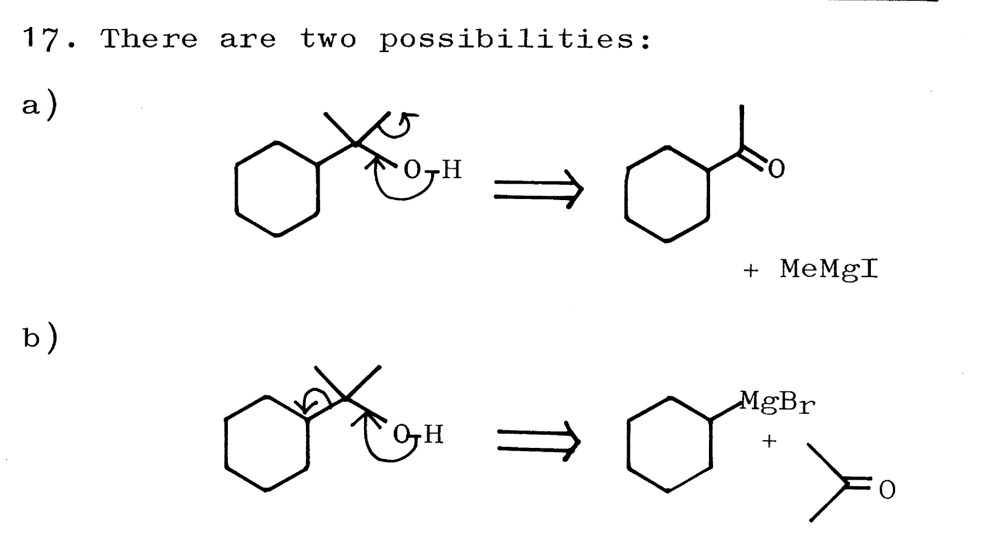 17. There are two possibilities:
a)
O-H
O
+ MeMgI
b)
O-H
MgBr
+
O